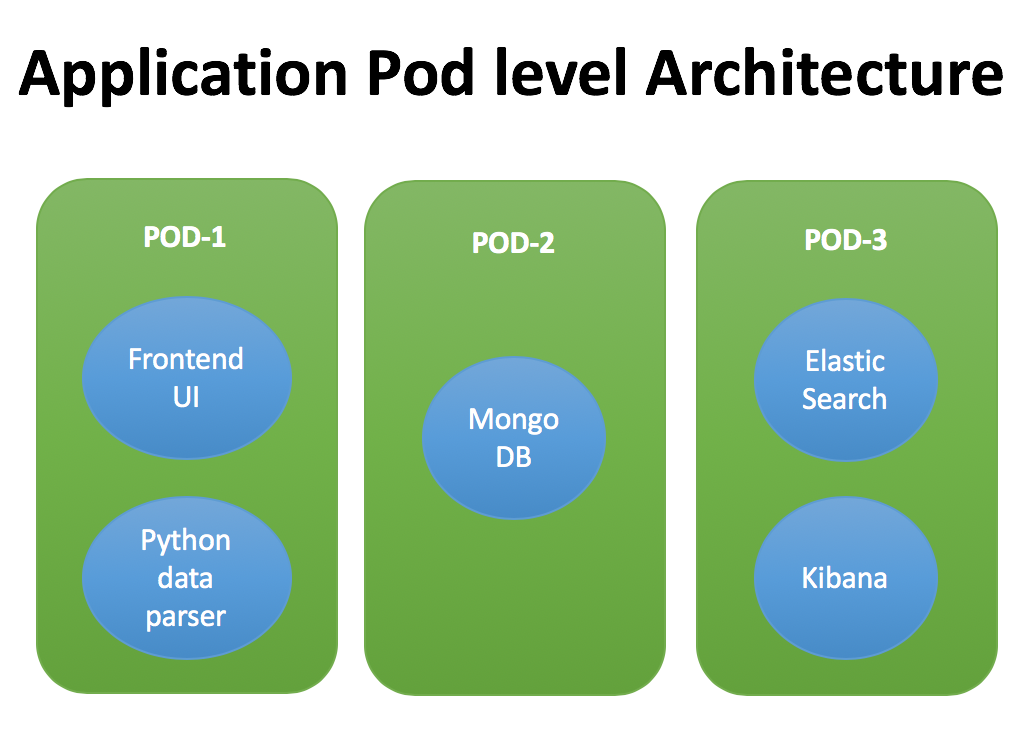 Application Pod level Architecture
POD-1
Frontend
UI
Python
data
parser
POD-2
Mongo
DB
POD-3
Elastic
Search
Kibana